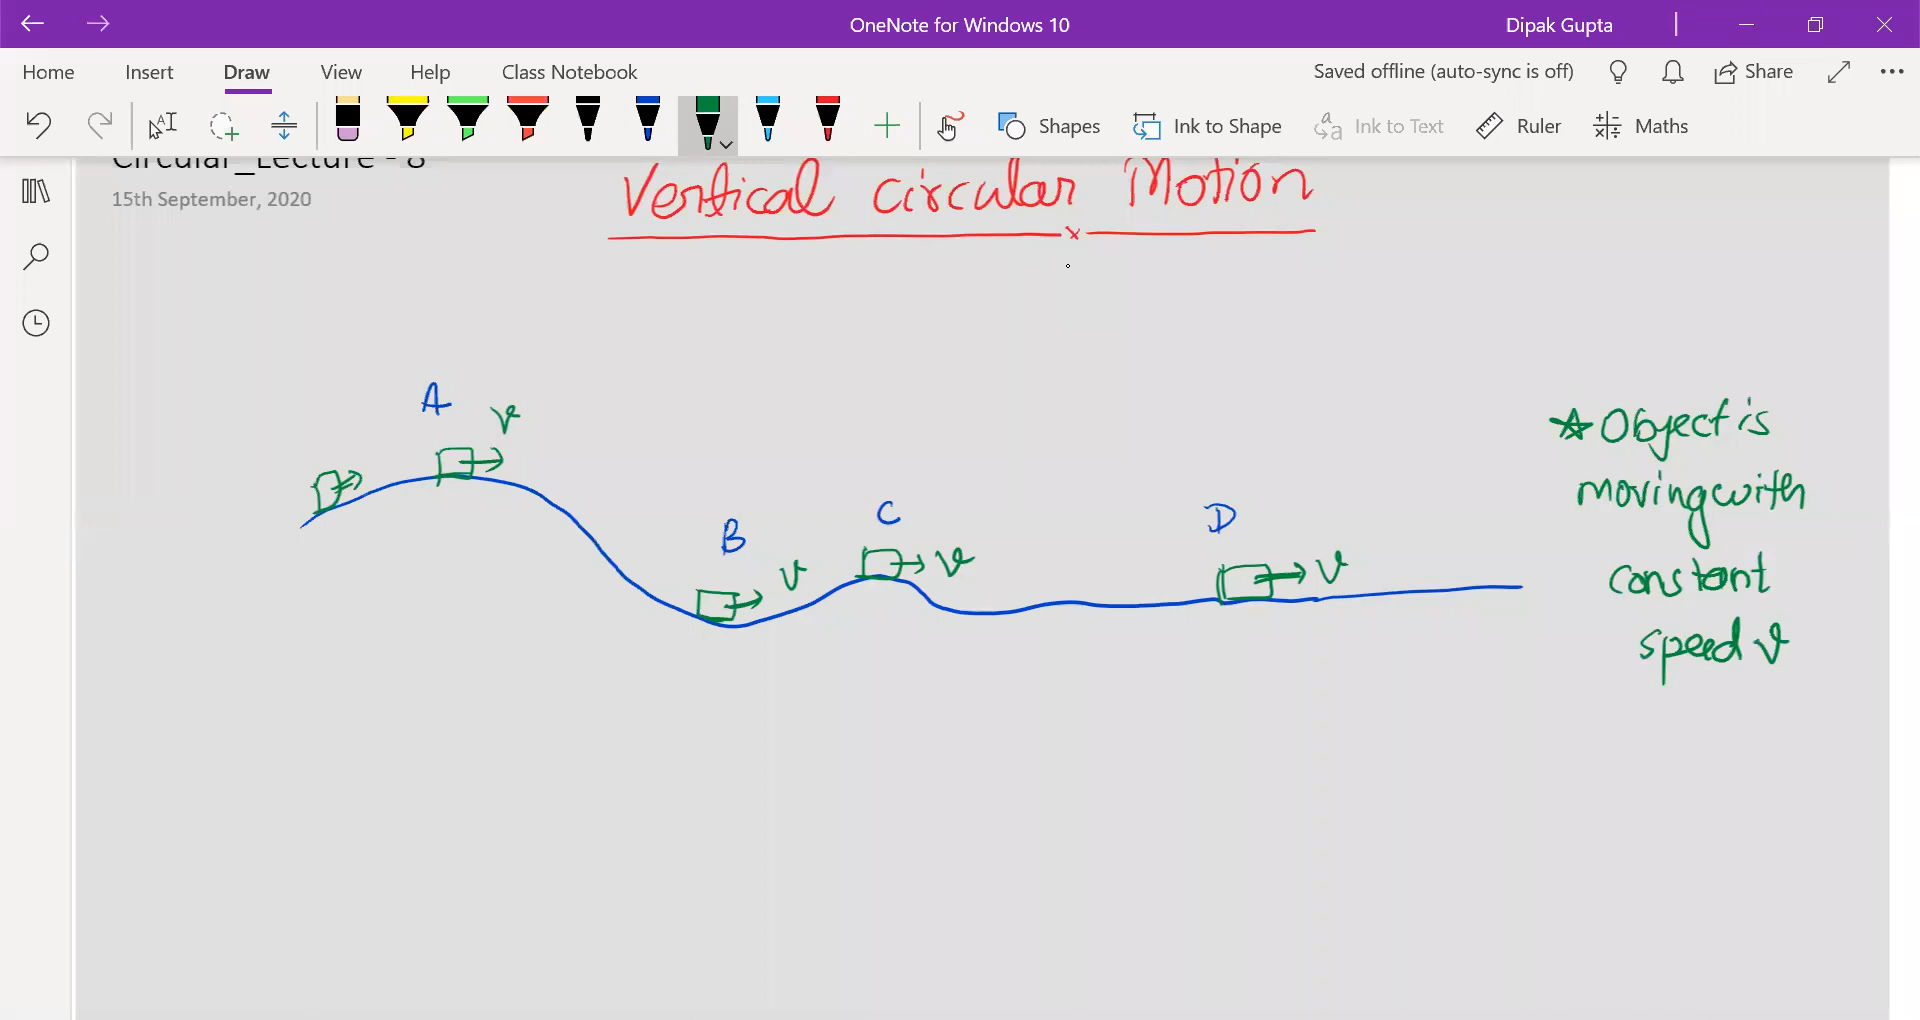 OneNote for Windows 10
Dipak Gupta
Home Insert Draw View Help Class Notebook
Saved offline (auto-sync is off) Share
Shapes Ink to Shape Ink to Text Ruler Maths
Circular_Lecture - 8
15th September, 2020
Vertical Circular Motion
A
v
B
v
C
v
D
v
☆ Object is
moving with
constant
speed v